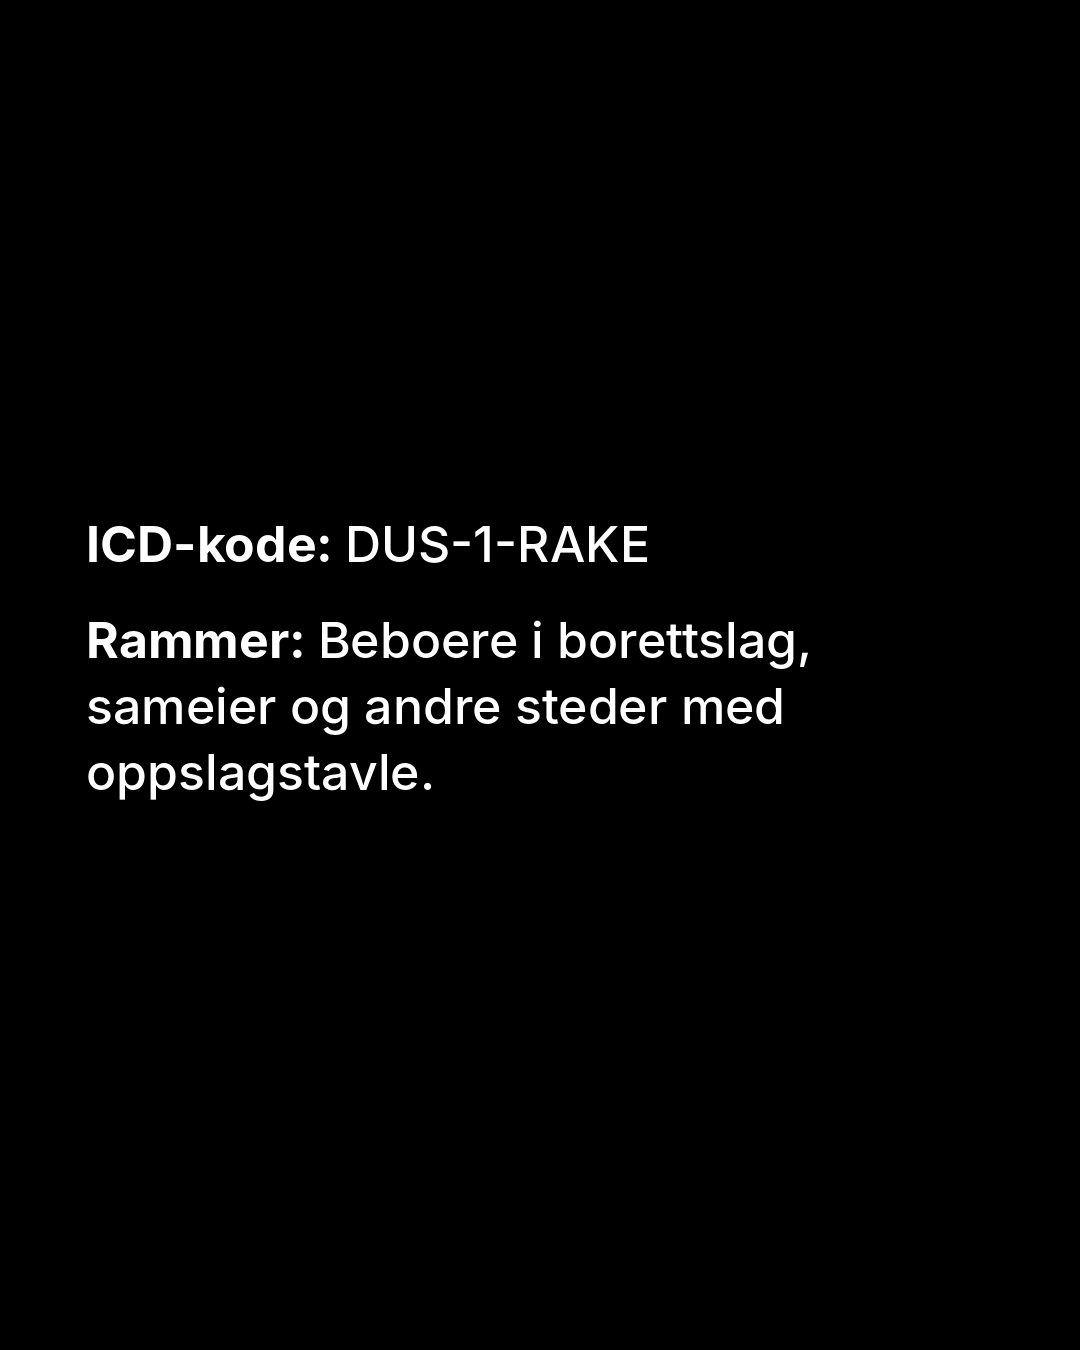 ICD-kode: DUS-1-RAKE
Rammer: Beboere i borettslag,
sameier og andre steder med
oppslagstavle.